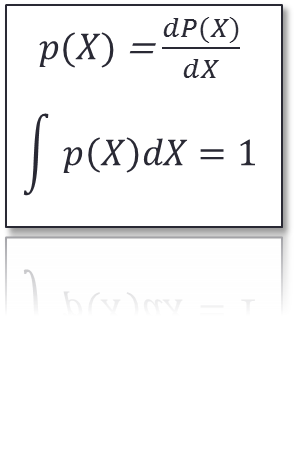 p(X) = dP(X)/dX
∫ p(X)dX = 1